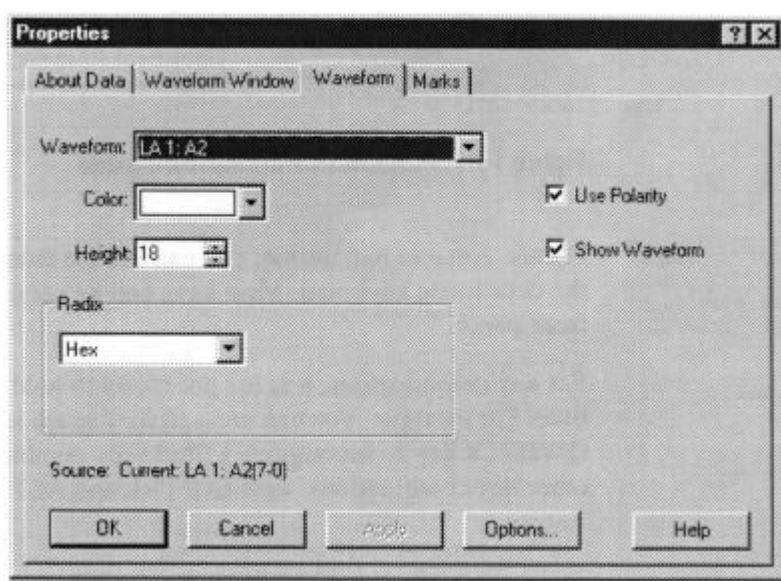 Properties
About Data Waveform Window Waveform Marks
Waveform: LA 1: A2
Color: Use Polarity
Height: 18 Show Waveform
Radix
Hex
Source: Current: LA 1: A2(7-0)
OK Cancel Apply Options... Help